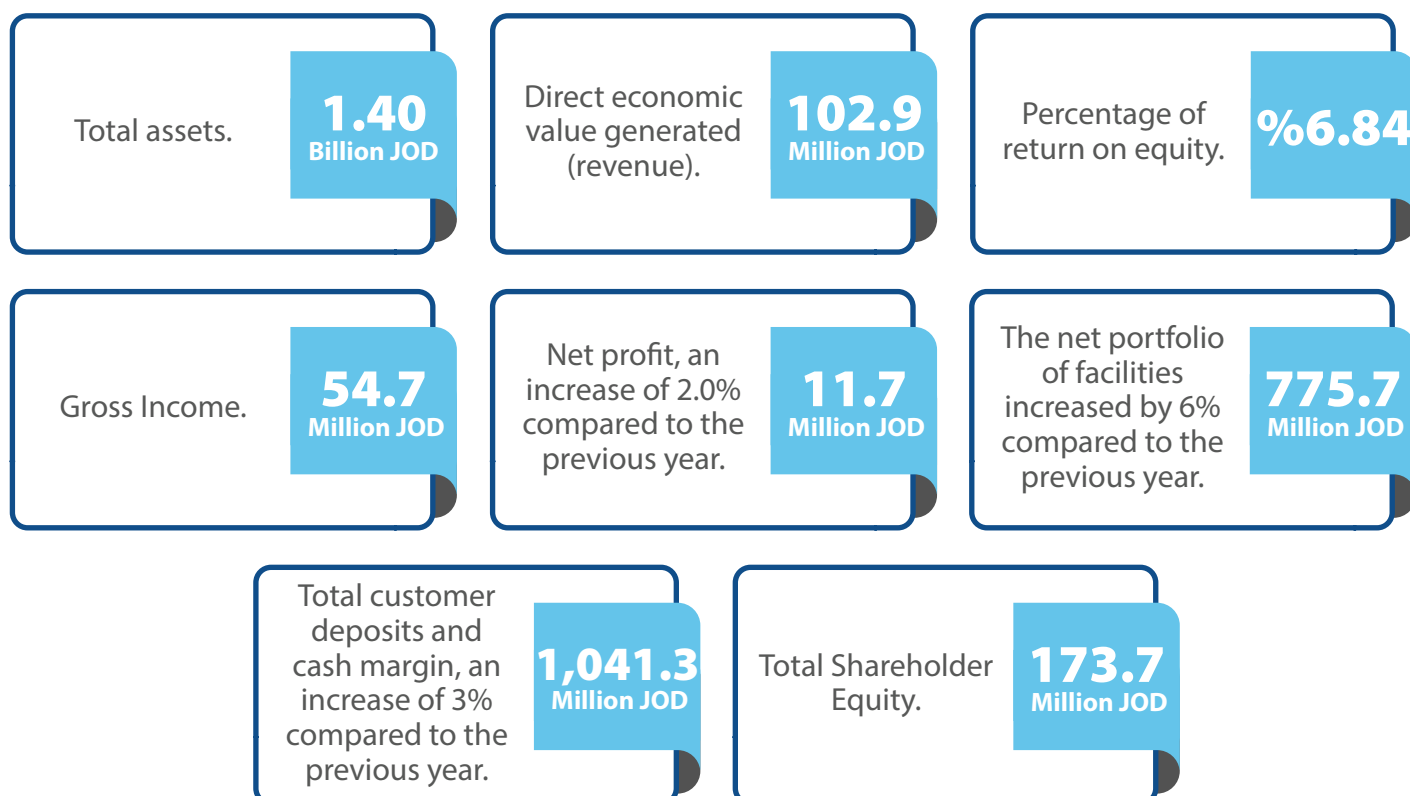 Total assets.
1.40
Billion JOD
Direct economic
value generated
(revenue).
102.9
Million JOD
Percentage of
return on equity.
%6.84
Gross Income.
54.7
Million JOD
Net profit, an
increase of 2.0%
compared to the
previous year.
11.7
Million JOD
The net portfolio
of facilities
increased by 6%
compared to the
previous year.
775.7
Million JOD
Total customer
deposits and
cash margin, an
increase of 3%
compared to the
previous year.
1,041.3
Million JOD
Total Shareholder
Equity.
173.7
Million JOD